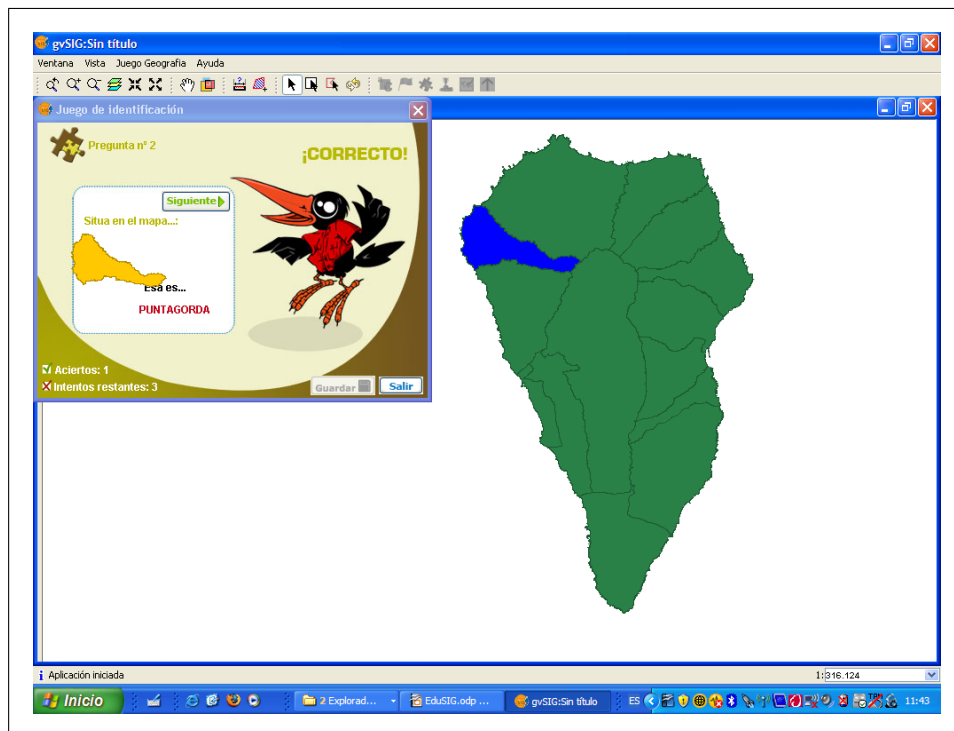 gvSIG:Sin título
Ventana Vista Juego Geografia Ayuda
Juego de identificación
Pregunta nº 2
¡CORRECTO!
Siguiente
Situa en el mapa...:
Esa es...
PUNTAGORDA
Aciertos: 1
Intentos restantes: 3
Guardar
Salir
Aplicación iniciada
1: 316.124
Inicio
2 Explorad...
EduSIG.odp ...
gvSIG:Sin título
ES
11:43